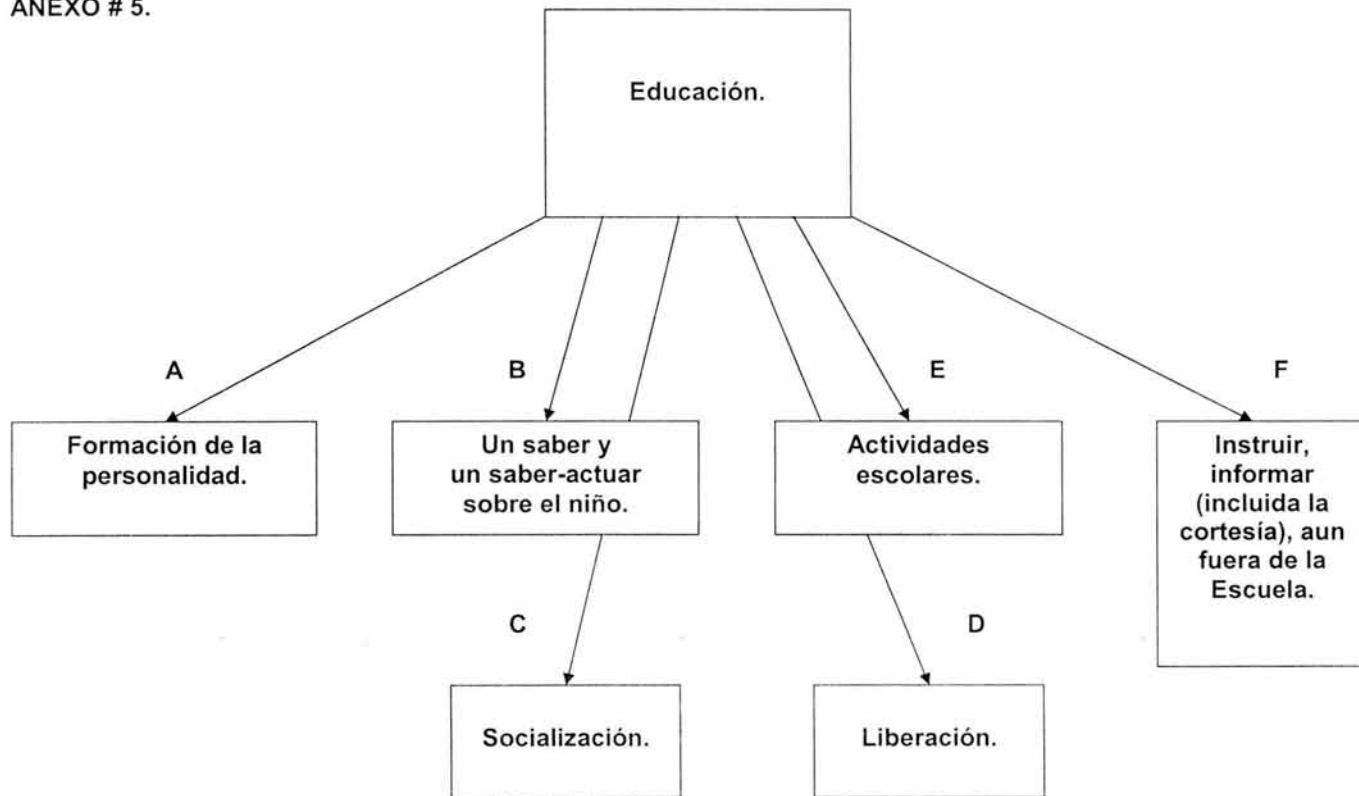 ANEXO # 5.
Educación.
A
B
E
F
Formación de la
personalidad.
Un saber y
un saber-actuar
sobre el niño.
Actividades
escolares.
Instruir,
informar
(incluida la
cortesía), aun
fuera de la
Escuela.
C
D
Socialización.
Liberación.